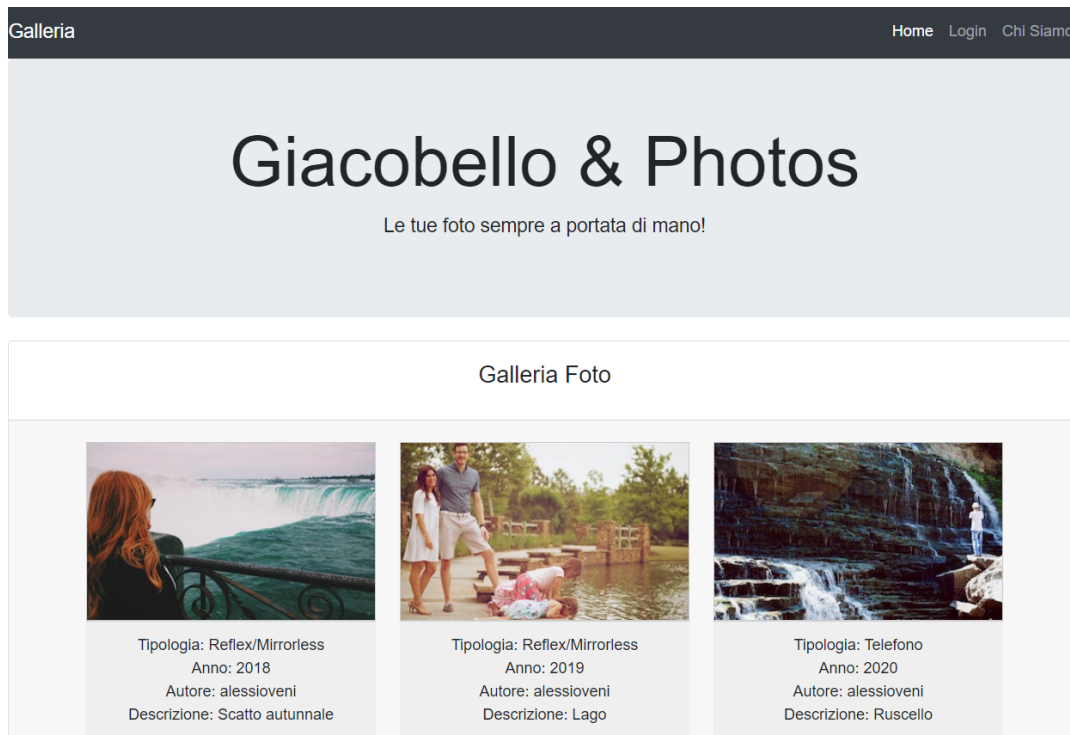 Galleria
Home Login Chi Siamo
Giacobello & Photos
Le tue foto sempre a portata di mano!
Galleria Foto
Tipologia: Reflex/Mirrorless
Anno: 2018
Autore: alessioveni
Descrizione: Scatto autunnale
Tipologia: Reflex/Mirrorless
Anno: 2019
Autore: alessioveni
Descrizione: Lago
Tipologia: Telefono
Anno: 2020
Autore: alessioveni
Descrizione: Ruscello